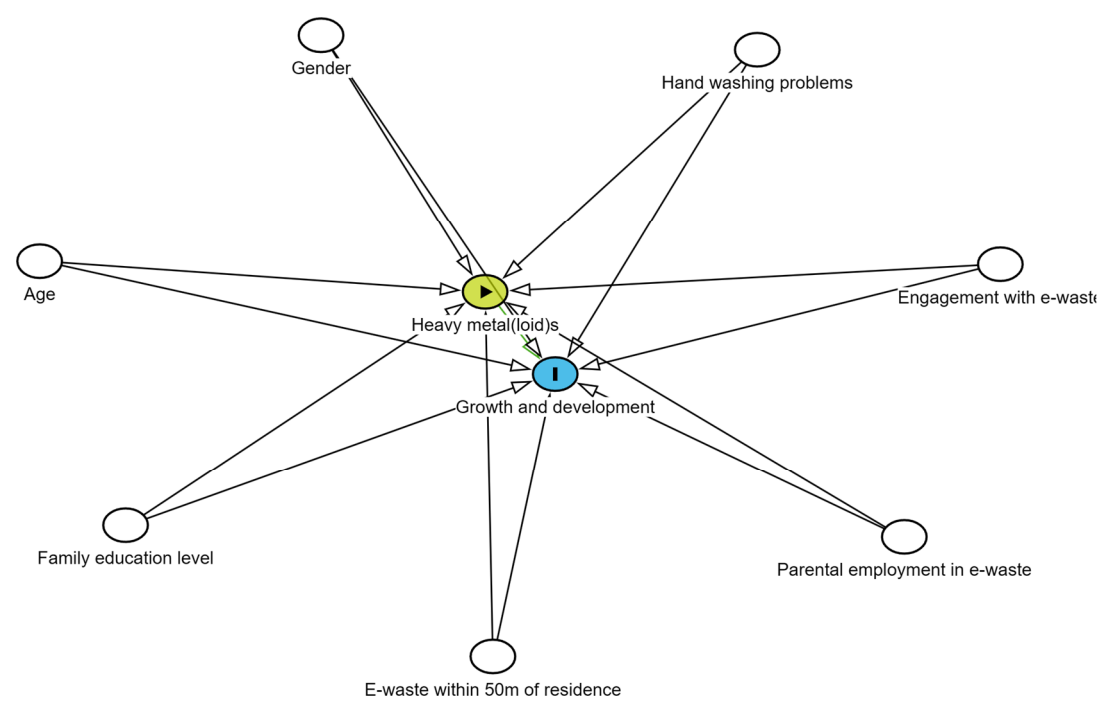 Gender
Hand washing problems
Age
Engagement with e-waste
Heavy metal(loid)s
Growth and development
Family education level
Parental employment in e-waste
E-waste within 50m of residence